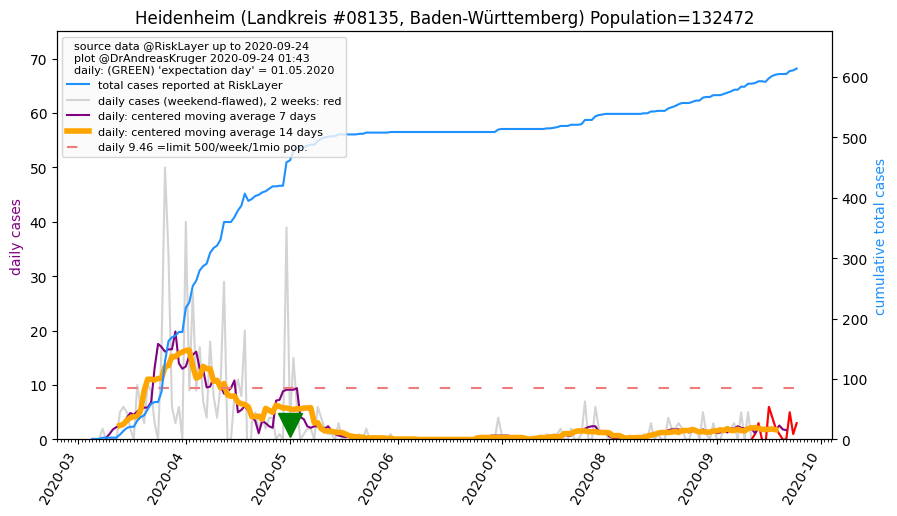 Heidenheim (Landkreis #08135, Baden-Württemberg) Population=132472
source data @RiskLayer up to 2020-09-24
plot @DrAndreasKruger 2020-09-24 01:43
daily: (GREEN) 'expectation day' = 01.05.2020
total cases reported at RiskLayer
daily cases (weekend-flawed), 2 weeks: red
daily: centered moving average 7 days
daily: centered moving average 14 days
daily 9.46 =limit 500/week/1mio pop.
daily cases
70
60
50
40
30
20
10
0
cumulative total cases
600
500
400
300
200
100
0
2020-03
2020-04
2020-05
2020-06
2020-07
2020-08
2020-09
2020-10